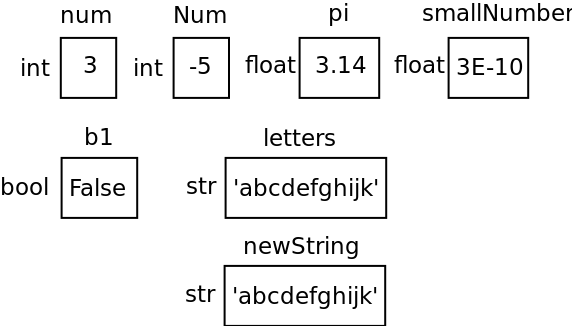 num Num pi smallNumber
int 3 int -5 float 3.14 float 3E-10
b1 letters
bool False str 'abcdefghijk'
newString
str 'abcdefghijk'